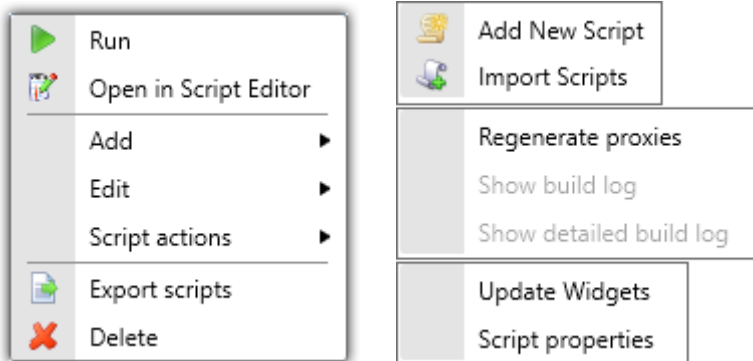 Run
Open in Script Editor
Add
Edit
Script actions
Export scripts
Delete
Add New Script
Import Scripts
Regenerate proxies
Show build log
Show detailed build log
Update Widgets
Script properties